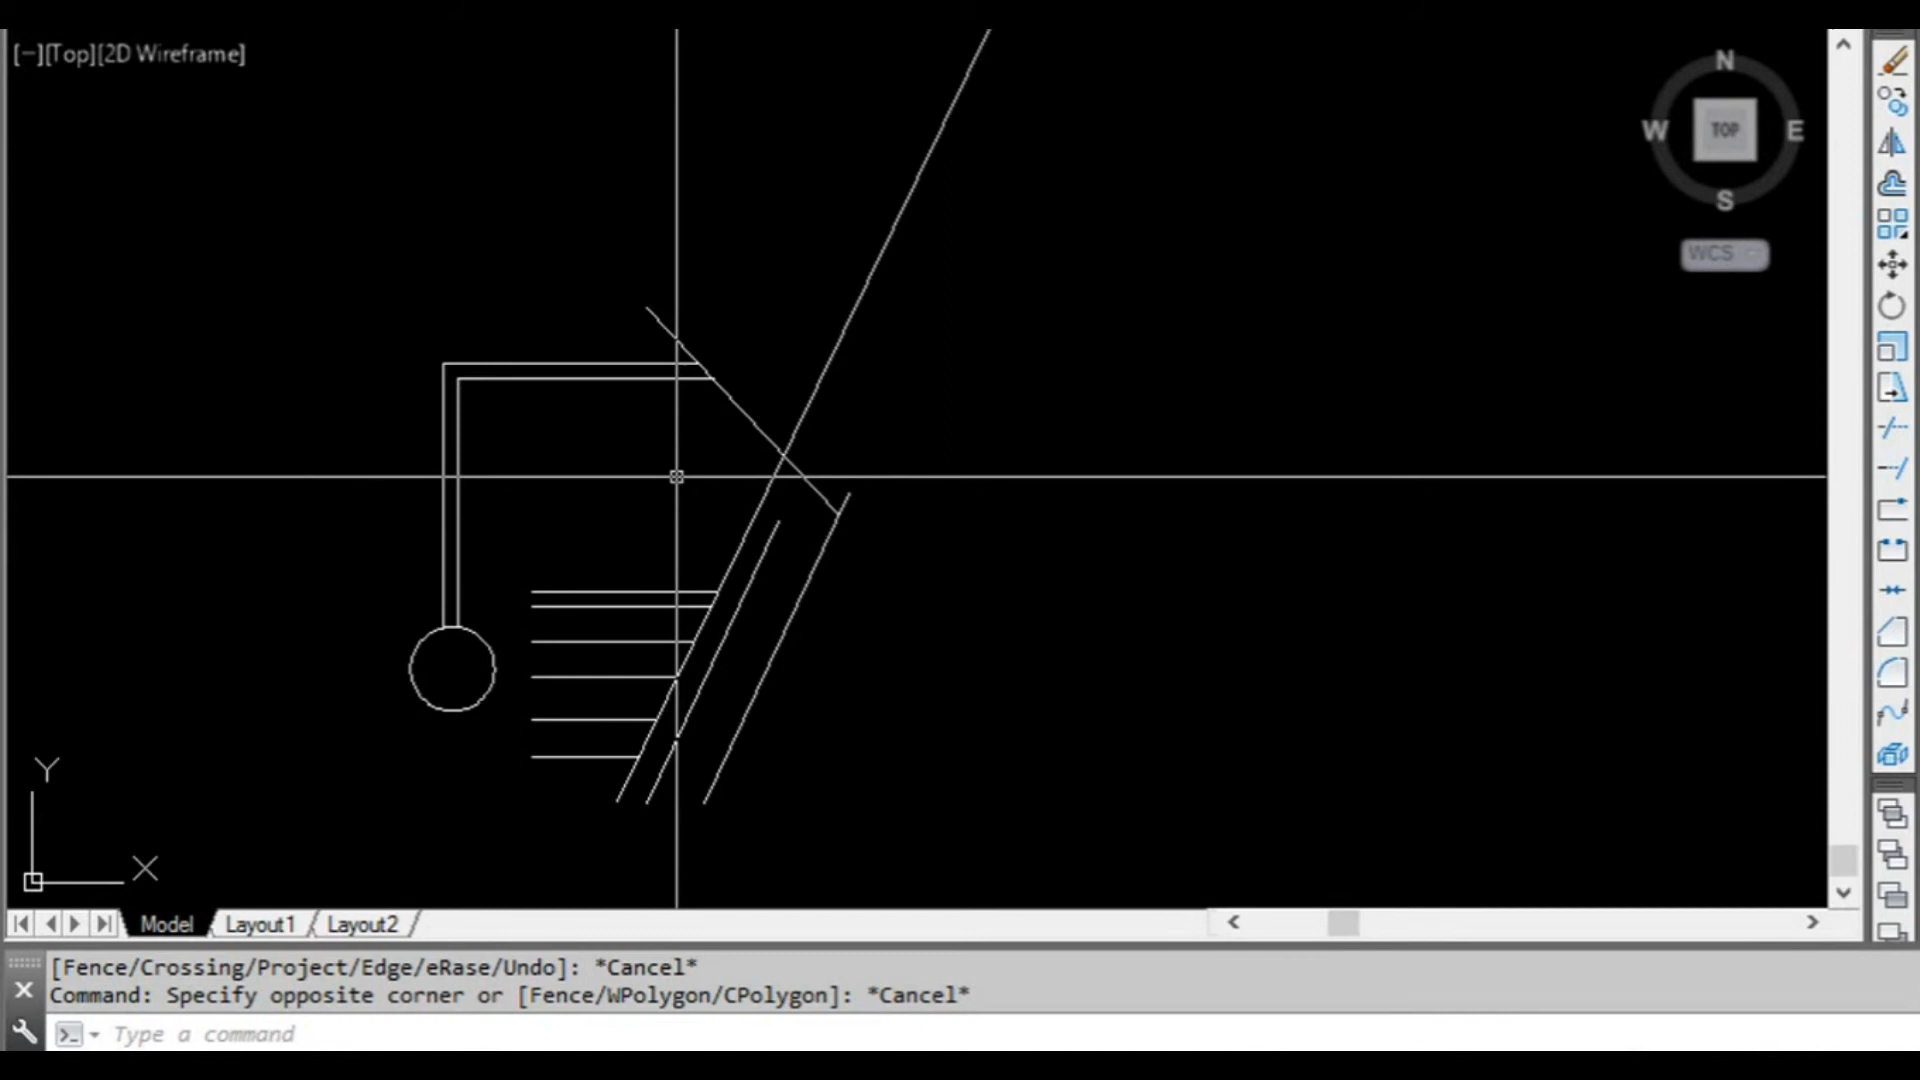 [−][Top][2D Wireframe]
N
W
TOP
E
S
WCS
Y
X
Model
Layout1
Layout2
[Fence/Crossing/Project/Edge/eRase/Undo]: *Cancel*
Command: Specify opposite corner or [Fence/WPolygon/CPolygon]: *Cancel*
Type a command